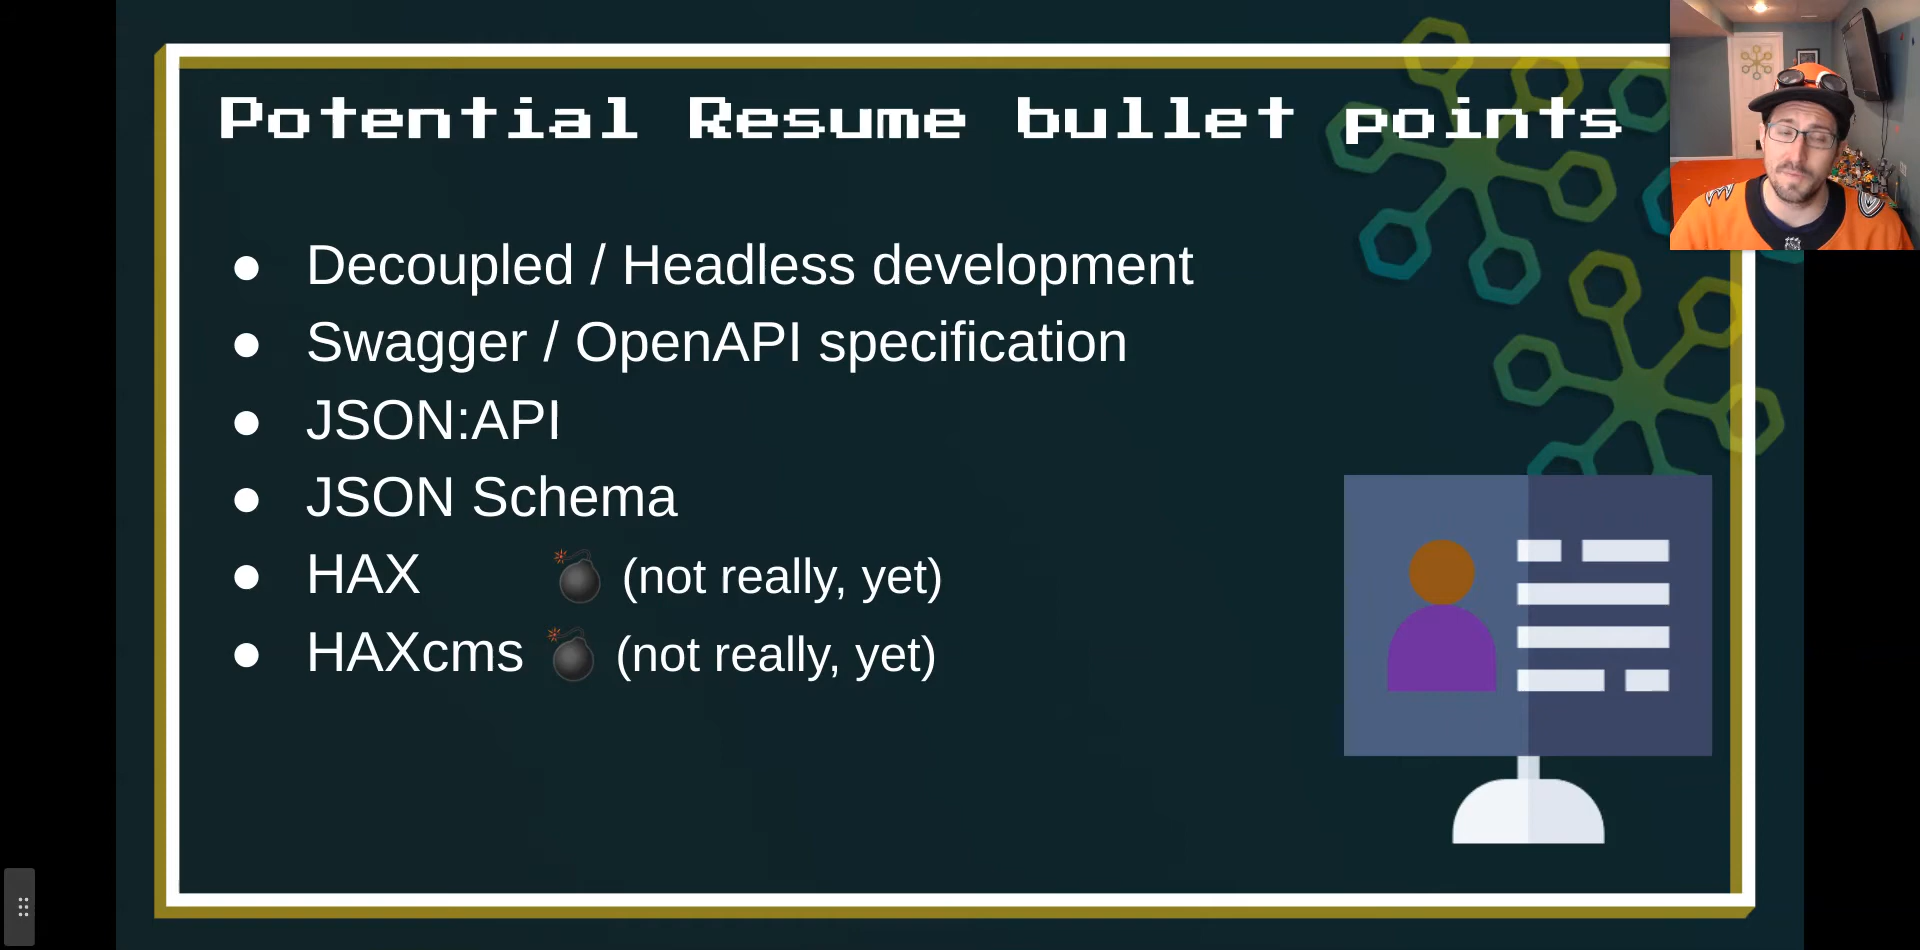 Potential Resume bullet points
● Decoupled / Headless development
● Swagger / OpenAPI specification
● JSON:API
● JSON Schema
● HAX 💣 (not really, yet)
● HAXcms 💣 (not really, yet)